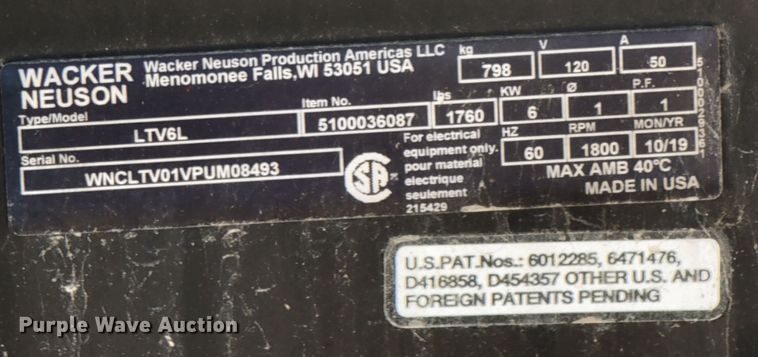 WACKER NEUSON
Wacker Neuson Production Americas LLC
Menomonee Falls,WI 53051 USA
kg 798 V 120 A 50
Type/Model LTV6L
Item No. 5100036087
lbs 1760 KW 6 Ø 1 P.F. 1
Serial No. WNCLTV01VPUM08493
HZ 60 RPM 1800 MON/YR 10/19
SA
For electrical
equipment only.
pour material
electrique
seulement
215429
MAX AMB 40°C
MADE IN USA
U.S.PAT.Nos.: 6012285, 6471476,
D416858, D454357 OTHER U.S. AND
FOREIGN PATENTS PENDING
Purple Wave Auction